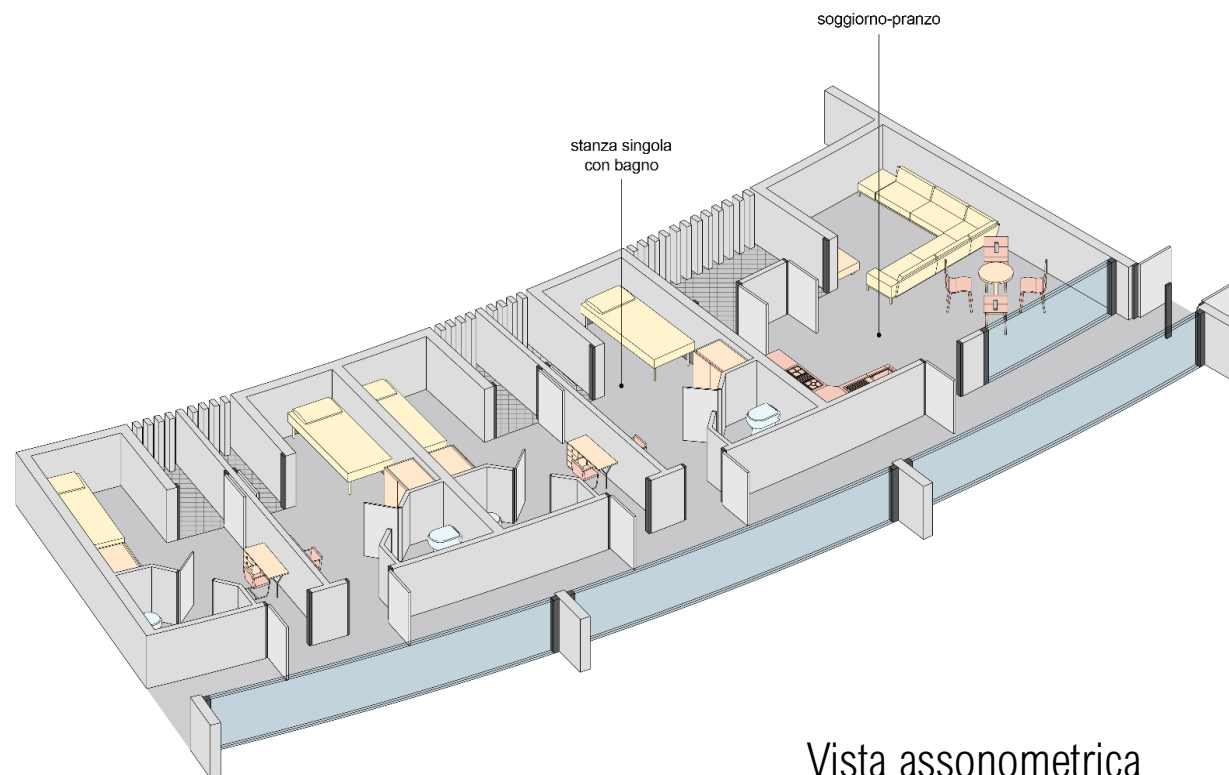 soggiorno-pranzo
stanza singola
con bagno
Vista assonometrica